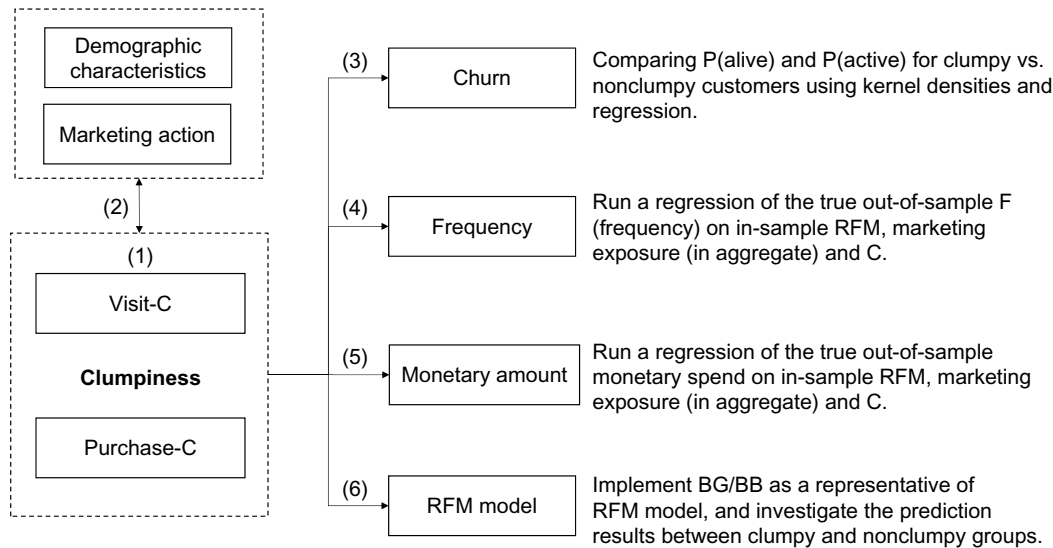 Demographic
characteristics
Marketing action
(2)
(1)
Visit-C
Clumpiness
Purchase-C
(3)
Churn
Comparing P(alive) and P(active) for clumpy vs.
nonclumpy customers using kernel densities and
regression.
(4)
Frequency
Run a regression of the true out-of-sample F
(frequency) on in-sample RFM, marketing
exposure (in aggregate) and C.
(5)
Monetary amount
Run a regression of the true out-of-sample
monetary spend on in-sample RFM, marketing
exposure (in aggregate) and C.
(6)
RFM model
Implement BG/BB as a representative of
RFM model, and investigate the prediction
results between clumpy and nonclumpy groups.